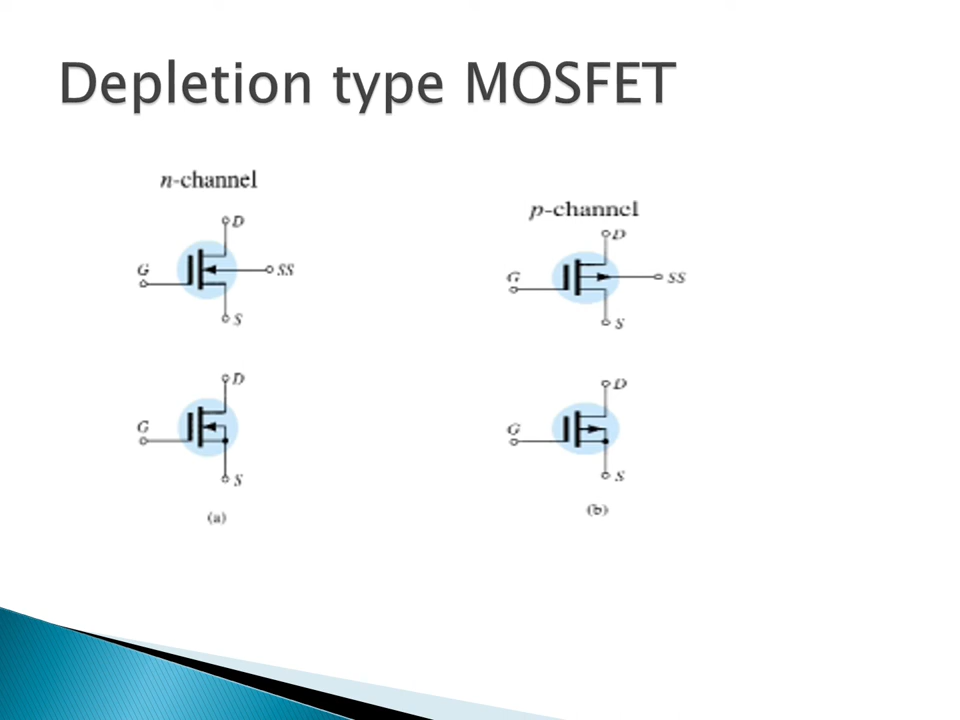 Depletion type MOSFET
n-channel
D
G
SS
S
D
G
S
(a)
p-channel
D
G
SS
S
D
G
S
(b)